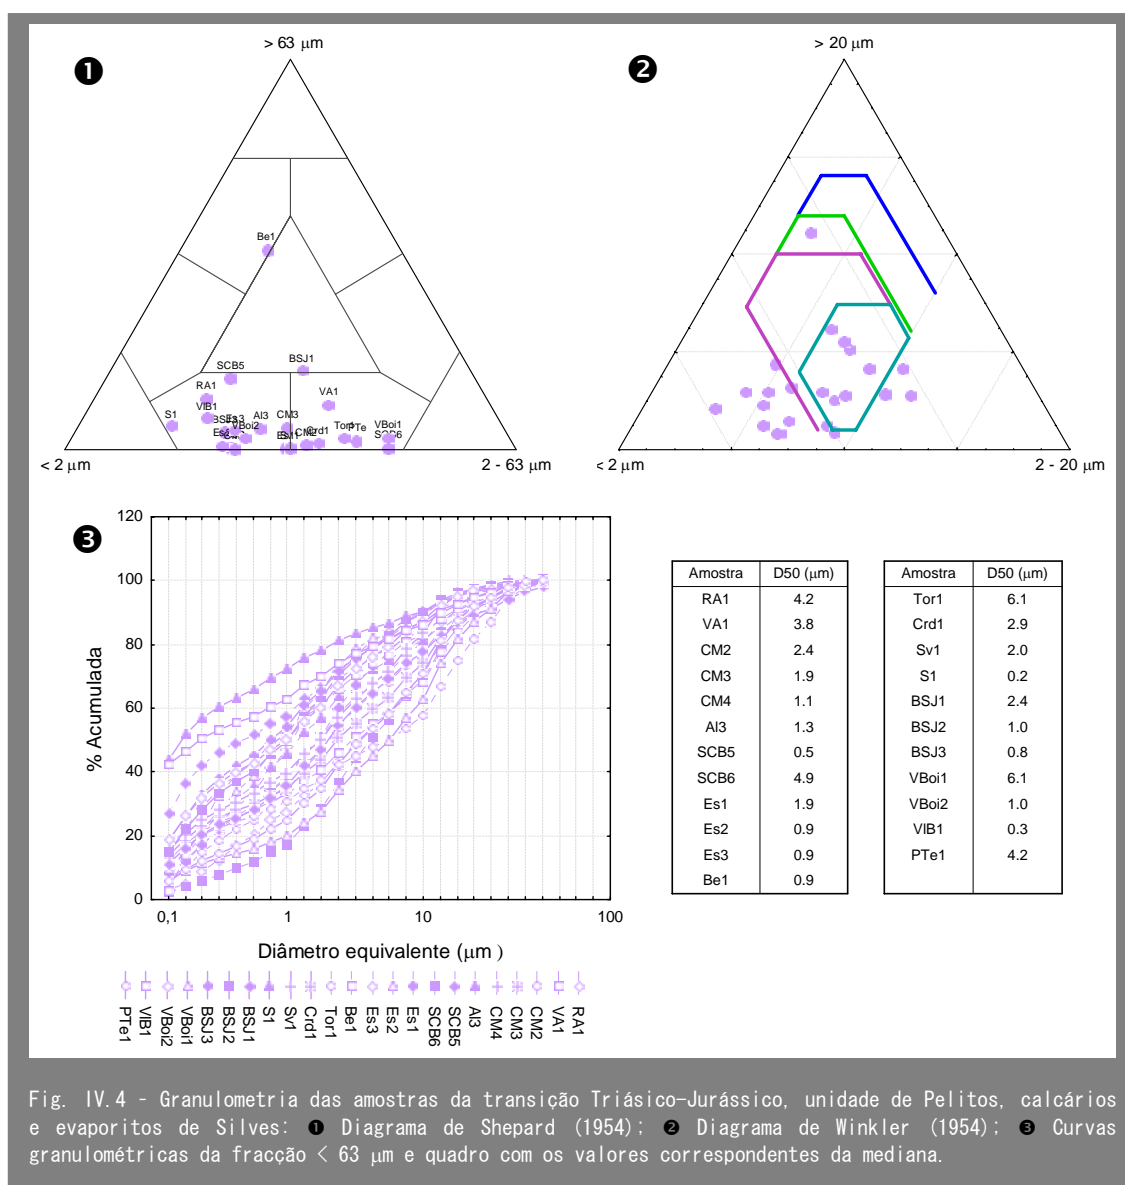 ❶
> 63 μm
Be1
BSJ1
SCB5
RA1
VA1
VIB1
S1
Al3
CM3
Es3
VBoi2
CM2
Crd1
Tor1
PTe
VBoi1
SCB6
< 2 μm
2 - 63 μm
❷
> 20 μm
< 2 μm
2 - 20 μm
❸
120
100
80
60
40
20
0
% Acumulada
0,1
1
10
100
Diâmetro equivalente (μm )
PTe1
VIB1
VBoi2
VBoi1
BSJ3
BSJ2
BSJ1
S1
Sv1
Crd1
Tor1
Be1
Es3
Es2
Es1
SCB6
SCB5
Al3
CM4
CM3
CM2
VA1
RA1
Amostra D50 (μm)
RA1 4.2
VA1 3.8
CM2 2.4
CM3 1.9
CM4 1.1
Al3 1.3
SCB5 0.5
SCB6 4.9
Es1 1.9
Es2 0.9
Es3 0.9
Be1 0.9
Amostra D50 (μm)
Tor1 6.1
Crd1 2.9
Sv1 2.0
S1 0.2
BSJ1 2.4
BSJ2 1.0
BSJ3 0.8
VBoi1 6.1
VBoi2 1.0
VIB1 0.3
PTe1 4.2
Fig. IV.4 - Granulometria das amostras da transição Triásico-Jurássico, unidade de Pelitos, calcários
e evaporitos de Silves: ❶ Diagrama de Shepard (1954); ❷ Diagrama de Winkler (1954); ❸ Curvas
granulométricas da fracção < 63 μm e quadro com os valores correspondentes da mediana.